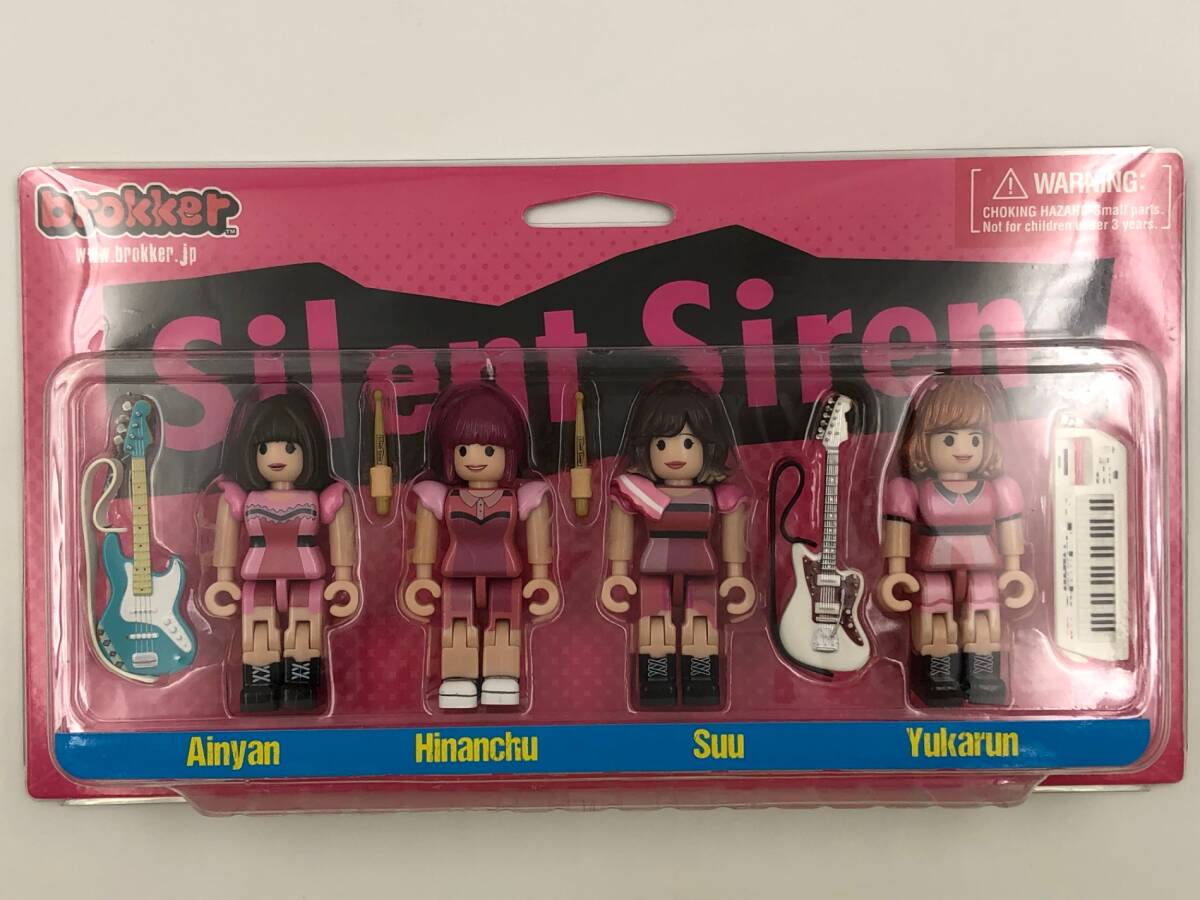 brokker™
www.brokker.jp
WARNING:
CHOKING HAZARD Small parts.
Not for children under 3 years.
Silent Siren
Ainyan
Hinanchu
Suu
Yukarun